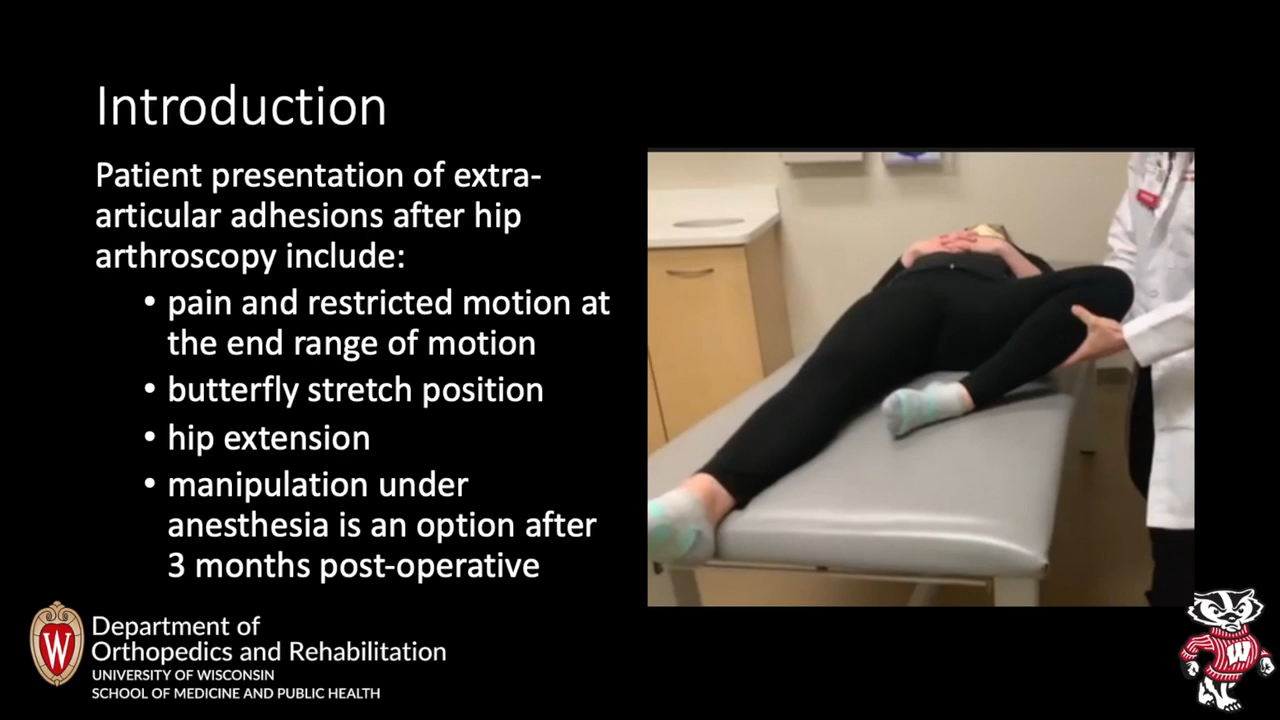 Introduction
Patient presentation of extra-
articular adhesions after hip
arthroscopy include:
• pain and restricted motion at
the end range of motion
• butterfly stretch position
• hip extension
• manipulation under
anesthesia is an option after
3 months post-operative
W
Department of
Orthopedics and Rehabilitation
UNIVERSITY OF WISCONSIN
SCHOOL OF MEDICINE AND PUBLIC HEALTH
W